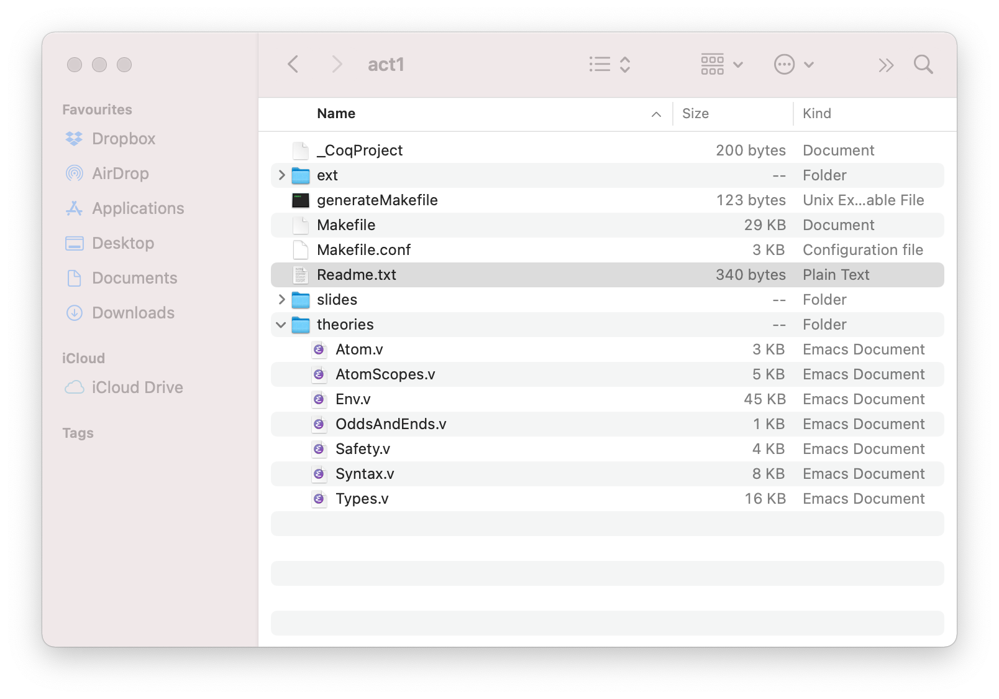 act1
Favourites
Dropbox
AirDrop
Applications
Desktop
Documents
Downloads
iCloud
iCloud Drive
Tags
Name Size Kind
_CoqProject 200 bytes Document
ext -- Folder
generateMakefile 123 bytes Unix Ex...able File
Makefile 29 KB Document
Makefile.conf 3 KB Configuration file
Readme.txt 340 bytes Plain Text
slides -- Folder
theories -- Folder
Atom.v 3 KB Emacs Document
AtomScopes.v 5 KB Emacs Document
Env.v 45 KB Emacs Document
OddsAndEnds.v 1 KB Emacs Document
Safety.v 4 KB Emacs Document
Syntax.v 8 KB Emacs Document
Types.v 16 KB Emacs Document